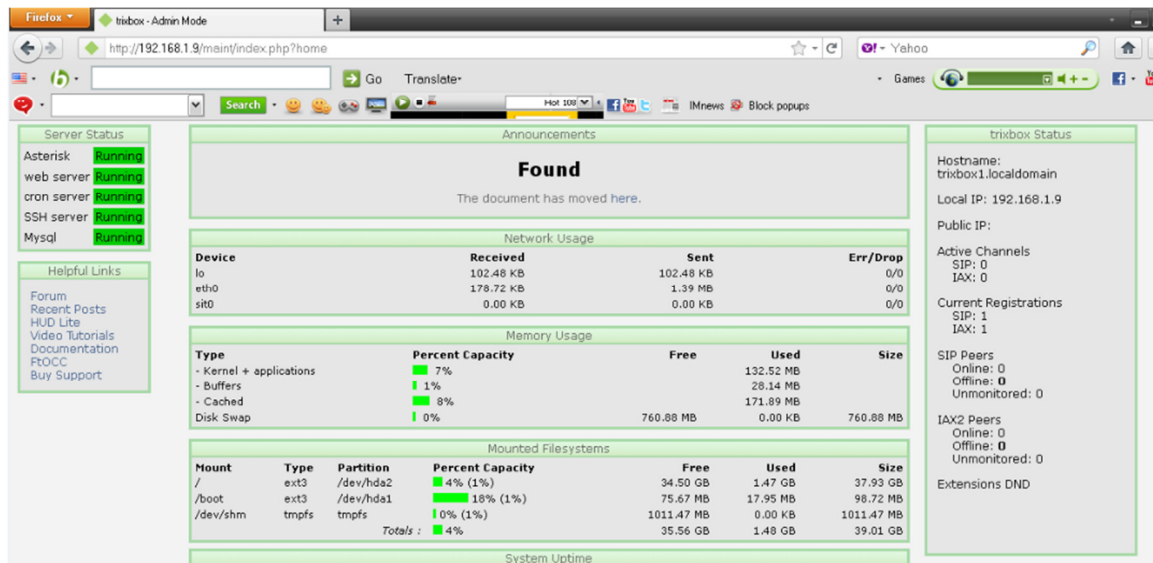 Firefox
trixbox - Admin Mode
+
http://192.168.1.9/maint/index.php?home
Yahoo
Go Translate Games
Search Hot 108 IMnews Block popups
Server Status
Asterisk Running
web server Running
cron server Running
SSH server Running
Mysql Running
Helpful Links
Forum
Recent Posts
HUD Lite
Video Tutorials
Documentation
FtOCC
Buy Support
Announcements
Found
The document has moved here.
Network Usage
Device Received Sent Err/Drop
lo 102.48 KB 102.48 KB 0/0
eth0 178.72 KB 1.39 MB 0/0
sit0 0.00 KB 0.00 KB 0/0
Memory Usage
Type Percent Capacity Free Used Size
- Kernel + applications 7% 132.52 MB
- Buffers 1% 28.14 MB
- Cached 8% 171.89 MB
Disk Swap 0% 760.88 MB 0.00 KB 760.88 MB
Mounted Filesystems
Mount Type Partition Percent Capacity Free Used Size
/ ext3 /dev/hda2 4% (1%) 34.50 GB 1.47 GB 37.93 GB
/boot ext3 /dev/hda1 18% (1%) 75.67 MB 17.95 MB 98.72 MB
/dev/shm tmpfs tmpfs 0% (1%) 1011.47 MB 0.00 KB 1011.47 MB
Totals : 4% 35.56 GB 1.48 GB 39.01 GB
System Uptime
trixbox Status
Hostname:
trixbox1.localdomain
Local IP: 192.168.1.9
Public IP:
Active Channels
SIP: 0
IAX: 0
Current Registrations
SIP: 1
IAX: 1
SIP Peers
Online: 0
Offline: 0
Unmonitored: 0
IAX2 Peers
Online: 0
Offline: 0
Unmonitored: 0
Extensions DND